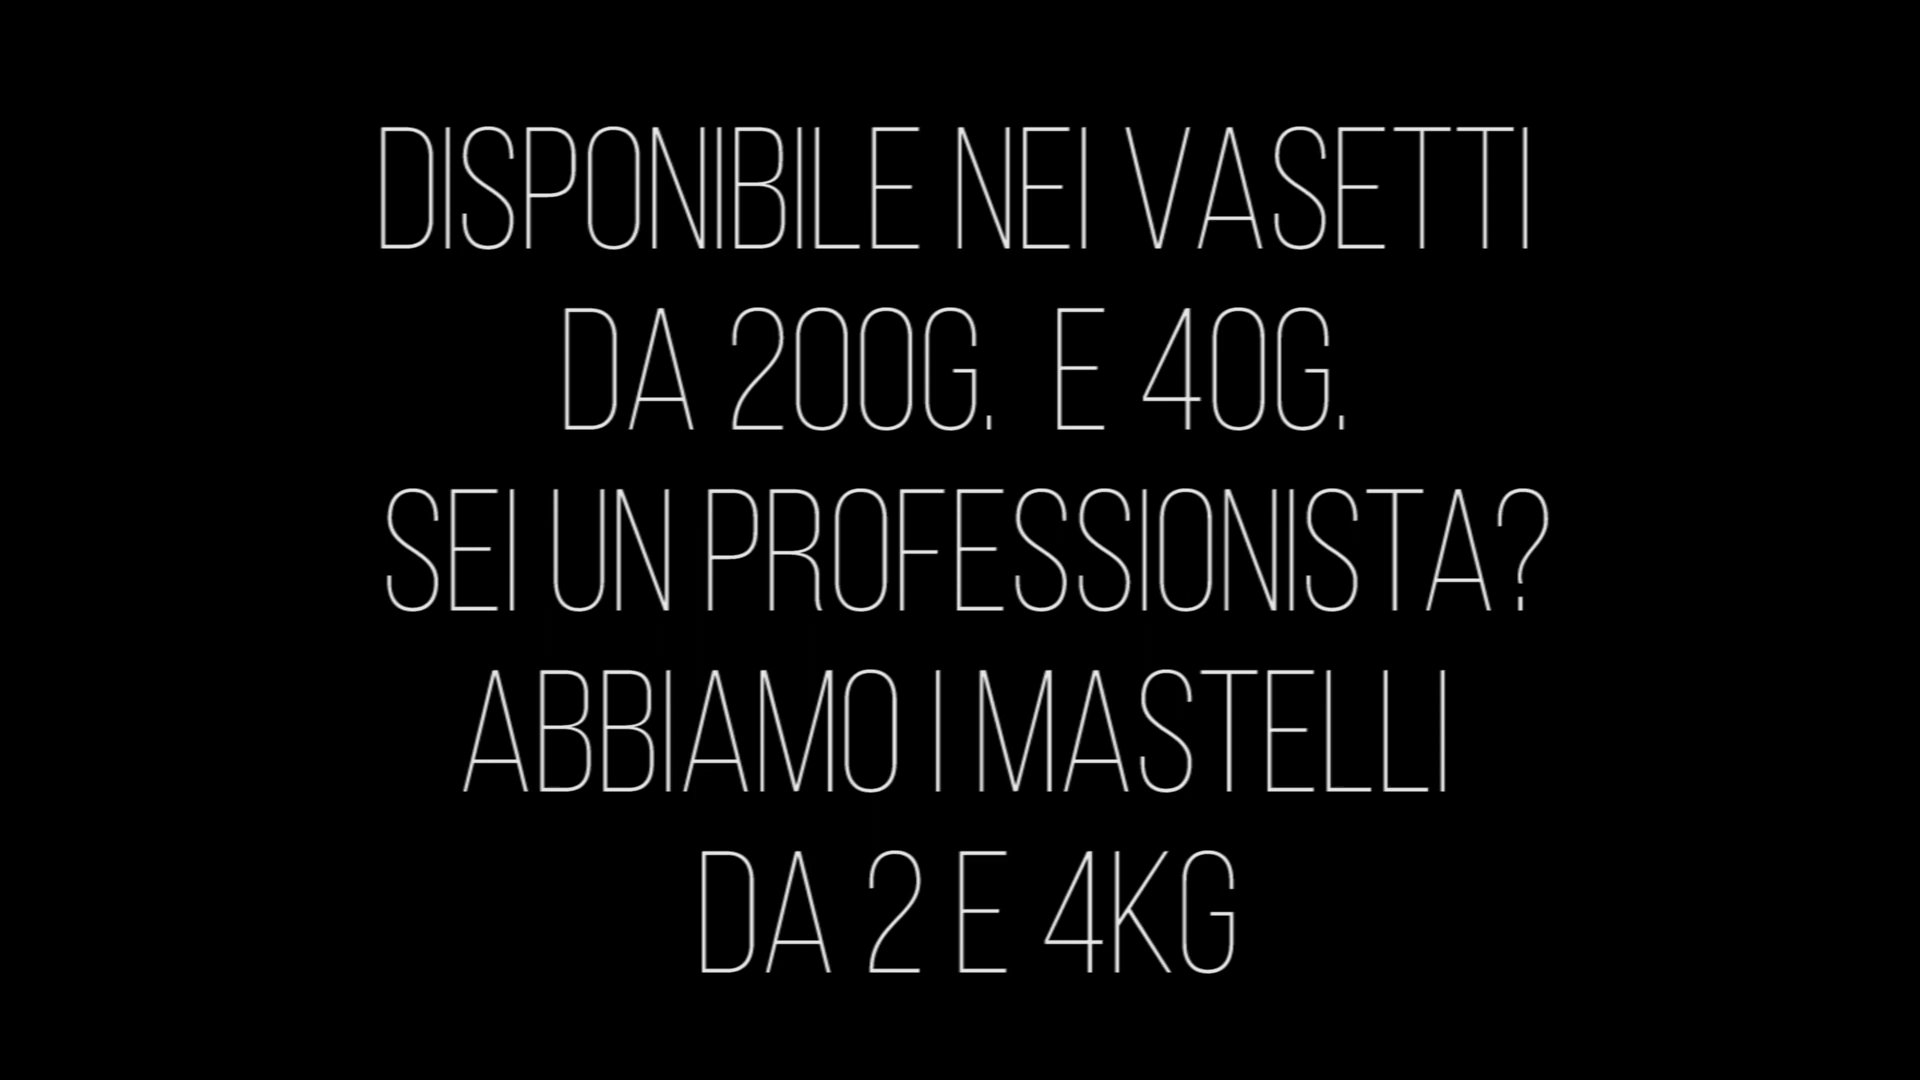 DISPONIBILE NEI VASETTI
DA 200G. E 40G.
SEI UN PROFESSIONISTA?
ABBIAMO I MASTELLI
DA 2 E 4KG